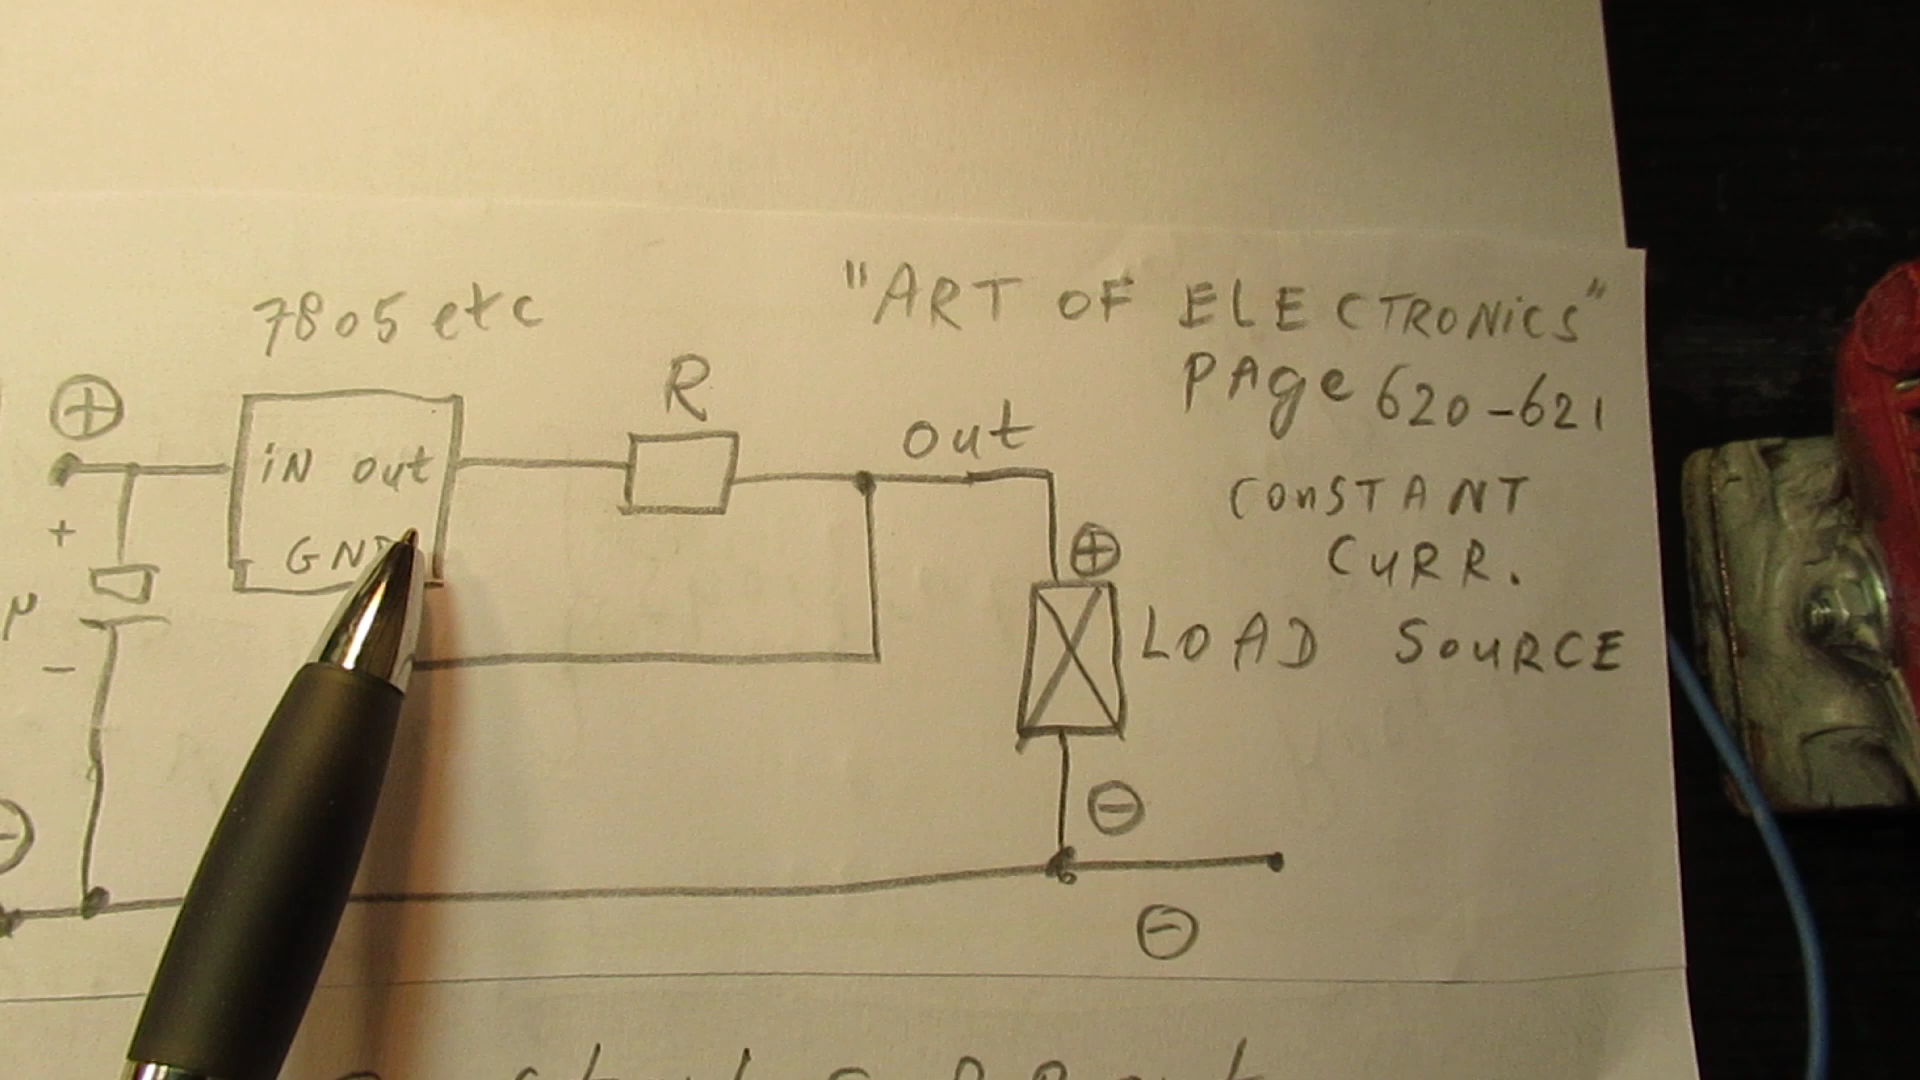 7805 etc
"ART OF ELECTRONiCS"
PAge 620-621
R
out
+
iN out
+
CONSTANT
CURR.
+
GND
μ
-
LOAD SOURCE
-
-
-